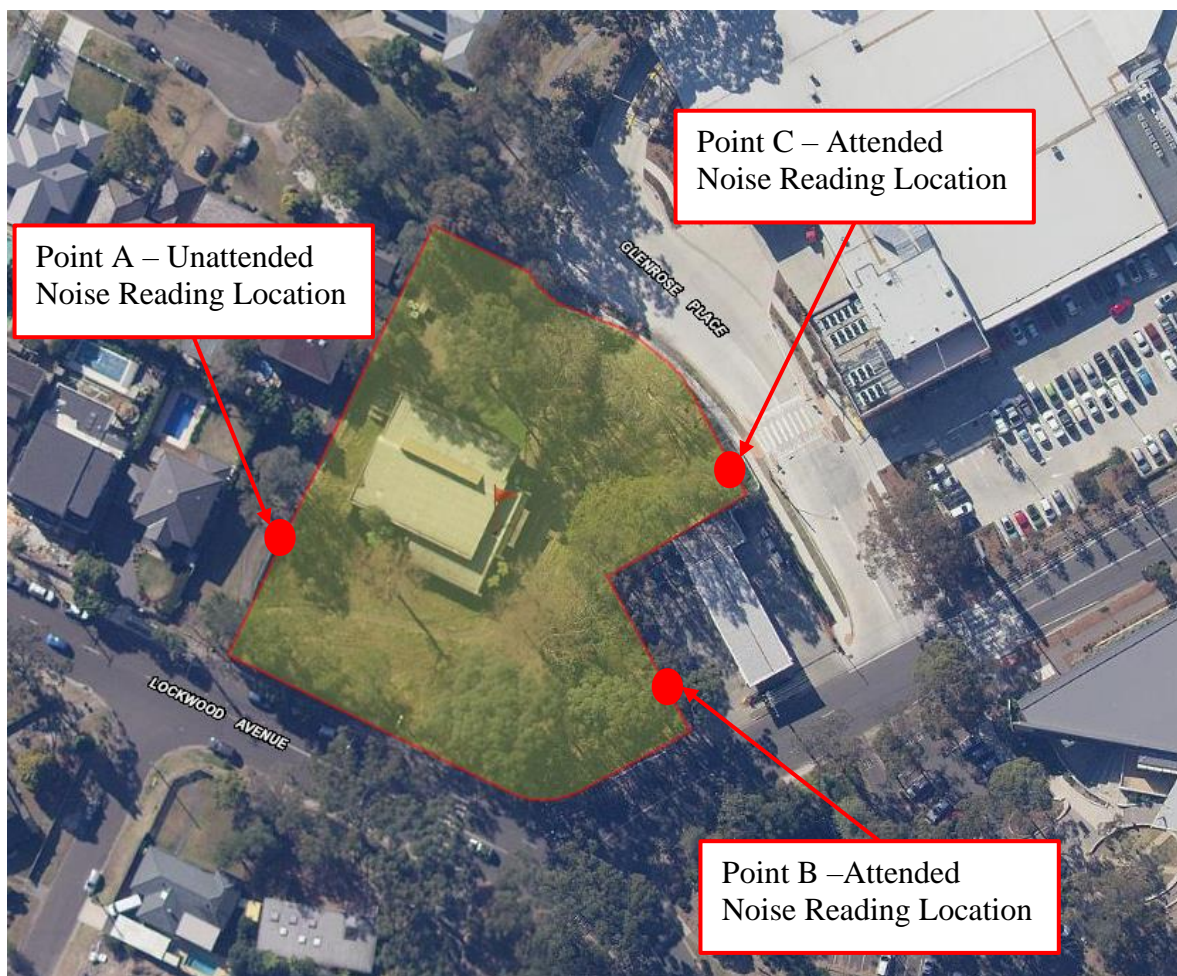 Point C – Attended
Noise Reading Location
Point A – Unattended
Noise Reading Location
GLENROSE PLACE
LOCKWOOD AVENUE
Point B –Attended
Noise Reading Location